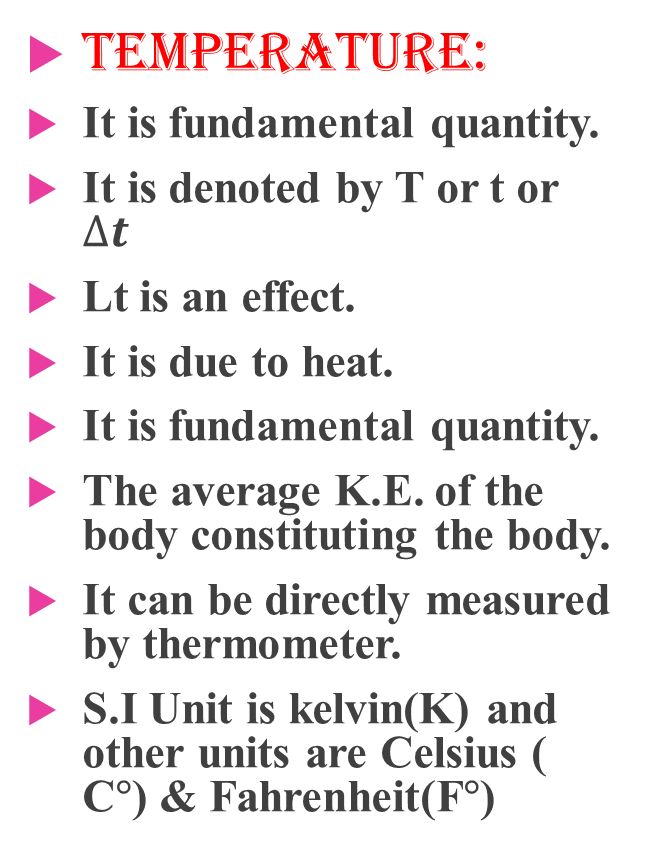 TEMPERATURE:
It is fundamental quantity.
It is denoted by T or t or
Δt
Lt is an effect.
It is due to heat.
It is fundamental quantity.
The average K.E. of the
body constituting the body.
It can be directly measured
by thermometer.
S.I Unit is kelvin(K) and
other units are Celsius (
C°) & Fahrenheit(F°)